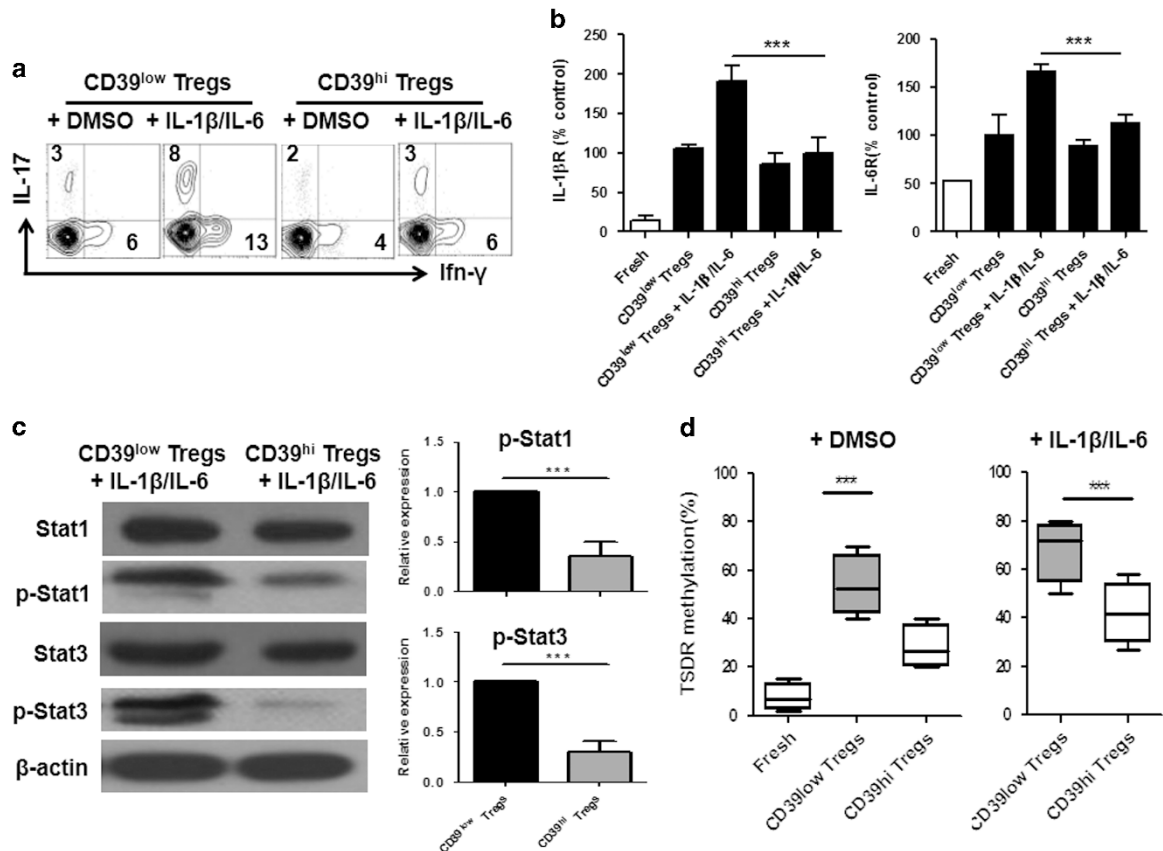 a
CD39low Tregs CD39hi Tregs
+ DMSO + IL-1β/IL-6 + DMSO + IL-1β/IL-6
IL-17
3 8 2 3
6 13 4 6
Ifn-γ
b
IL-1βR (% control)
250
200
150
100
50
0
***
Fresh
CD39low Tregs
CD39low Tregs + IL-1β/IL-6
CD39hi Tregs
CD39hi Tregs + IL-1β/IL-6
IL-6R(% control)
200
150
100
50
0
***
Fresh
CD39low Tregs
CD39low Tregs + IL-1β/IL-6
CD39hi Tregs
CD39hi Tregs + IL-1β/IL-6
c
CD39low Tregs CD39hi Tregs
+ IL-1β/IL-6 + IL-1β/IL-6
Stat1
p-Stat1
Stat3
p-Stat3
β-actin
p-Stat1
Relative expression
1.5
1.0
0.5
0.0
***
p-Stat3
Relative expression
1.5
1.0
0.5
0.0
***
CD39low Tregs
CD39hi Tregs
d
+ DMSO
TSDR methylation(%)
100
80
60
40
20
0
***
Fresh
CD39low Tregs
CD39hi Tregs
+ IL-1β/IL-6
100
80
60
40
20
0
***
CD39low Tregs
CD39hi Tregs